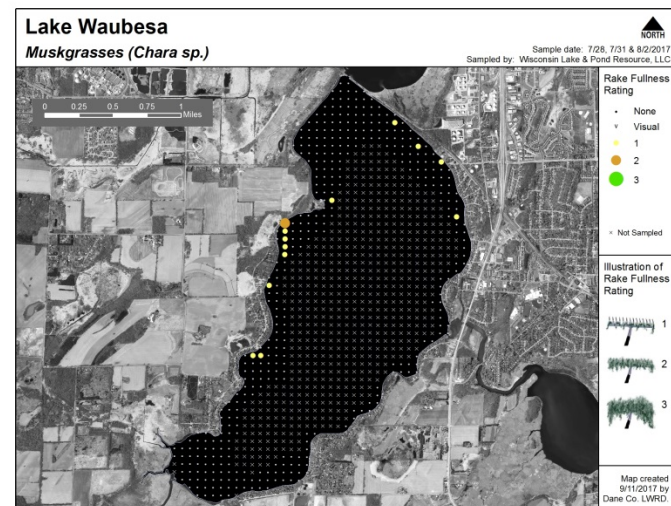 Lake Waubesa
Muskgrasses (Chara sp.)
NORTH
Sample date: 7/28, 7/31 & 8/2/2017
Sampled by: Wisconsin Lake & Pond Resource, LLC
0 0.25 0.5 0.75 1
Miles
Rake Fullness
Rating
None
Visual
1
2
3
Not Sampled
Illustration of
Rake Fullness
Rating
1
2
3
Map created
9/11/2017 by
Dane Co. LWRD.